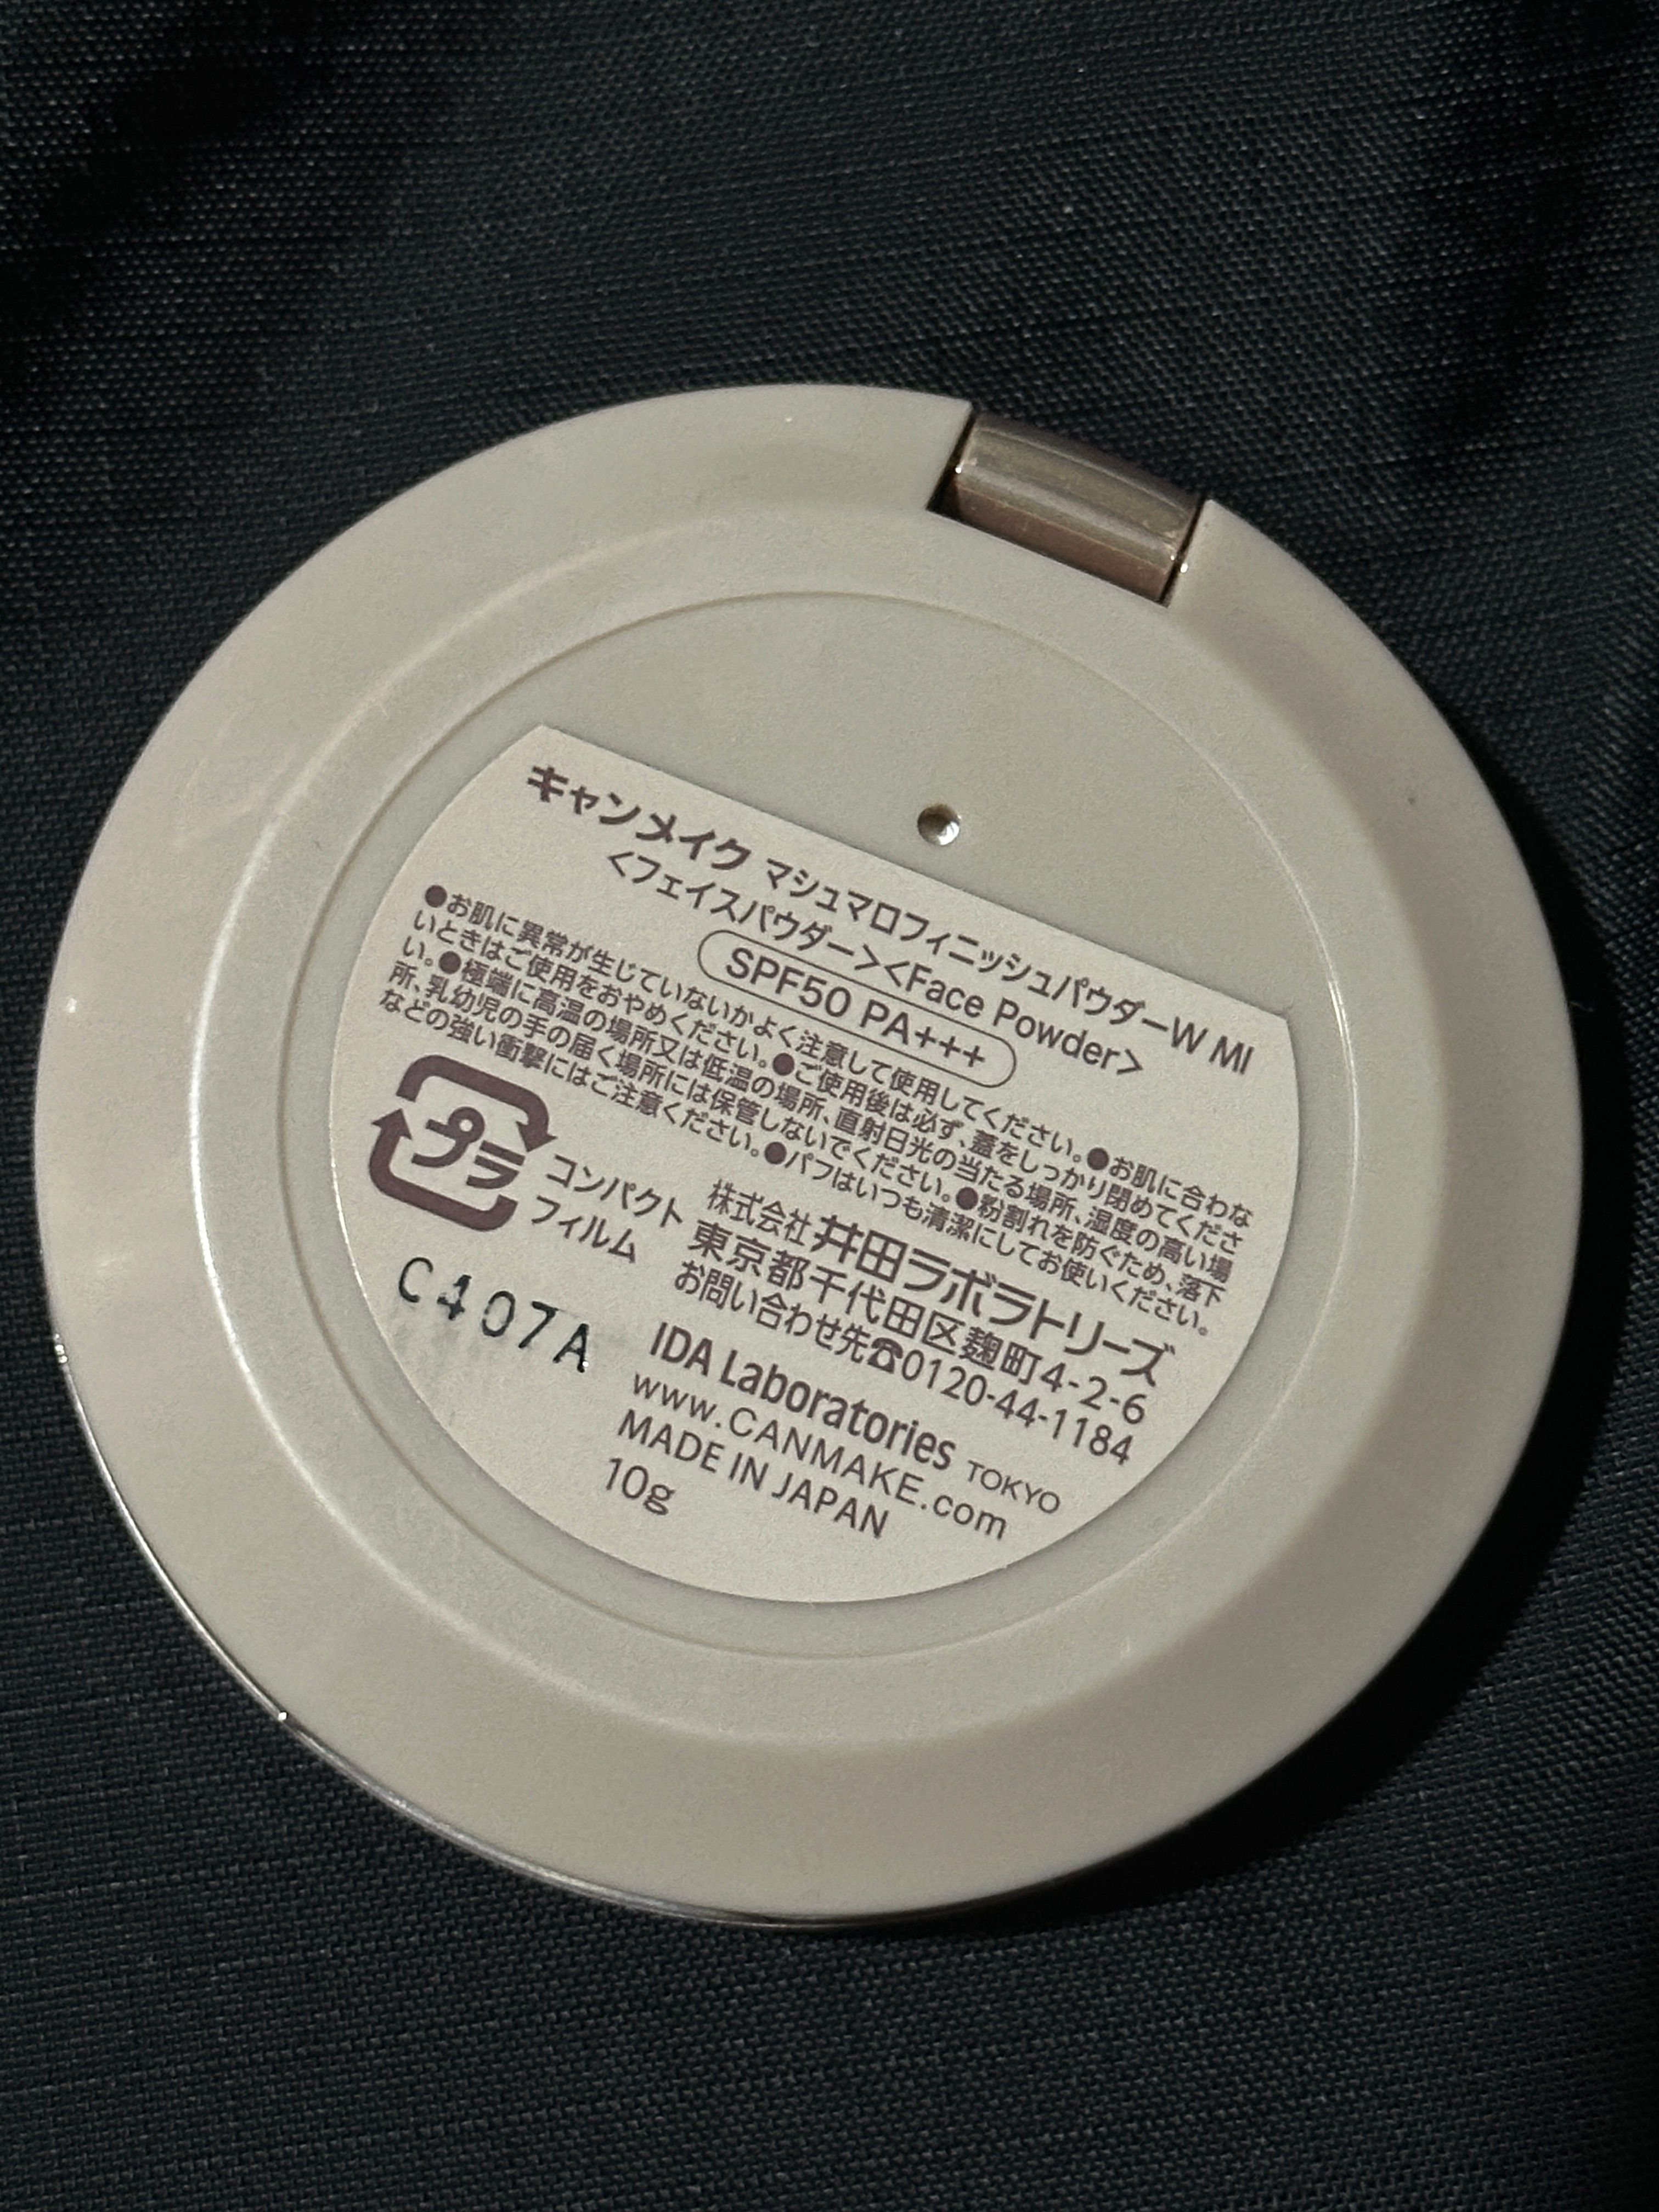 キャンメイク マシュマロフィニッシュパウダーW MI
<フェイスパウダー><Face Powder>
SPF50 PA+++
●お肌に異常が生じていないかよく注意して使用してください。●お肌に合わな
いときはご使用をおやめください。●ご使用後は必ず、蓋をしっかり閉めてくださ
い。●極端に高温の場所又は低温の場所、直射日光の当たる場所、湿度の高い場
所、乳幼児の手の届く場所には保管しないでください。●粉割れを防ぐため、落下
などの強い衝撃にはご注意ください。●パフはいつも清潔にしてお使いください。
プラ
コンパクト
フィルム
株式会社井田ラボラトリーズ
東京都千代田区麹町4-2-6
お問い合わせ先☎0120-44-1184
C407A
IDA Laboratories TOKYO
www.CANMAKE.com
MADE IN JAPAN
10g